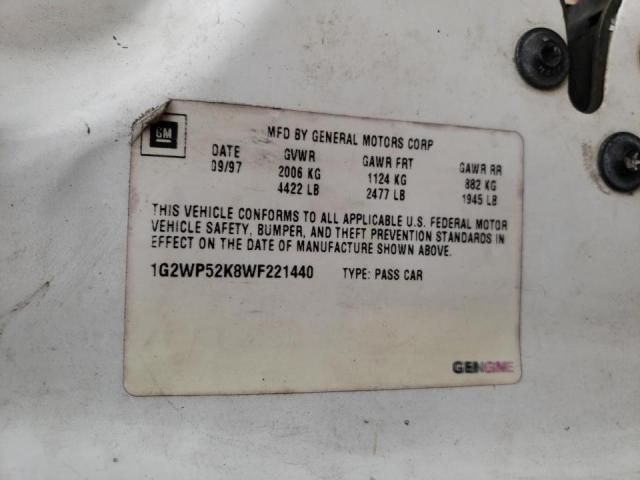 GM
MFD BY GENERAL MOTORS CORP
DATE GVWR GAWR FRT GAWR RR
09/97 2006 KG 1124 KG 882 KG
4422 LB 2477 LB 1945 LB
THIS VEHICLE CONFORMS TO ALL APPLICABLE U.S. FEDERAL MOTOR
VEHICLE SAFETY, BUMPER, AND THEFT PREVENTION STANDARDS IN
EFFECT ON THE DATE OF MANUFACTURE SHOWN ABOVE.
1G2WP52K8WF221440 TYPE: PASS CAR